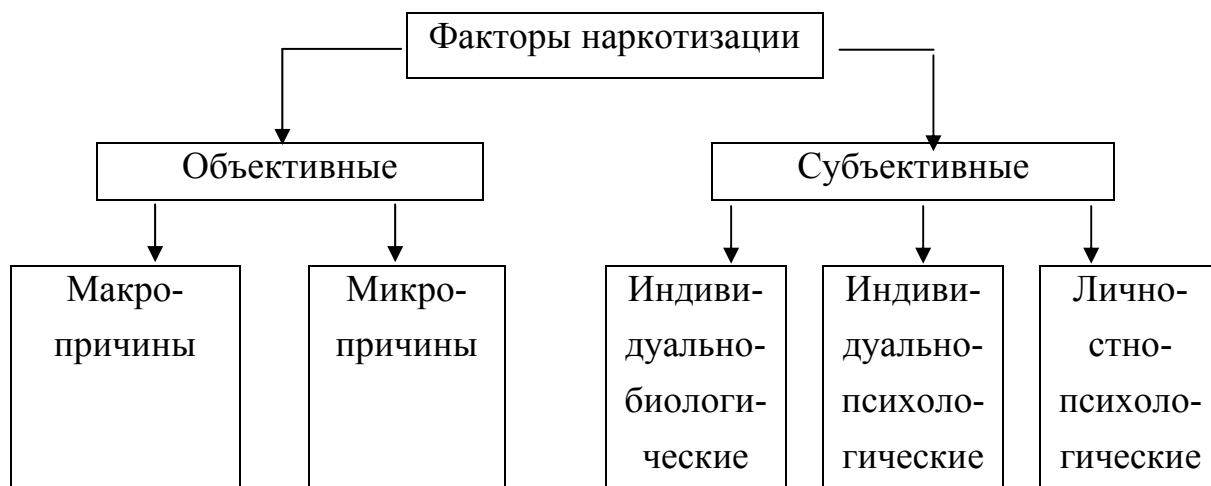 Факторы наркотизации
Объективные
Субъективные
Макро-
причины
Микро-
причины
Индиви-
дуально-
биологи-
ческие
Индиви-
дуально-
психоло-
гические
Лично-
стно-
психоло-
гические